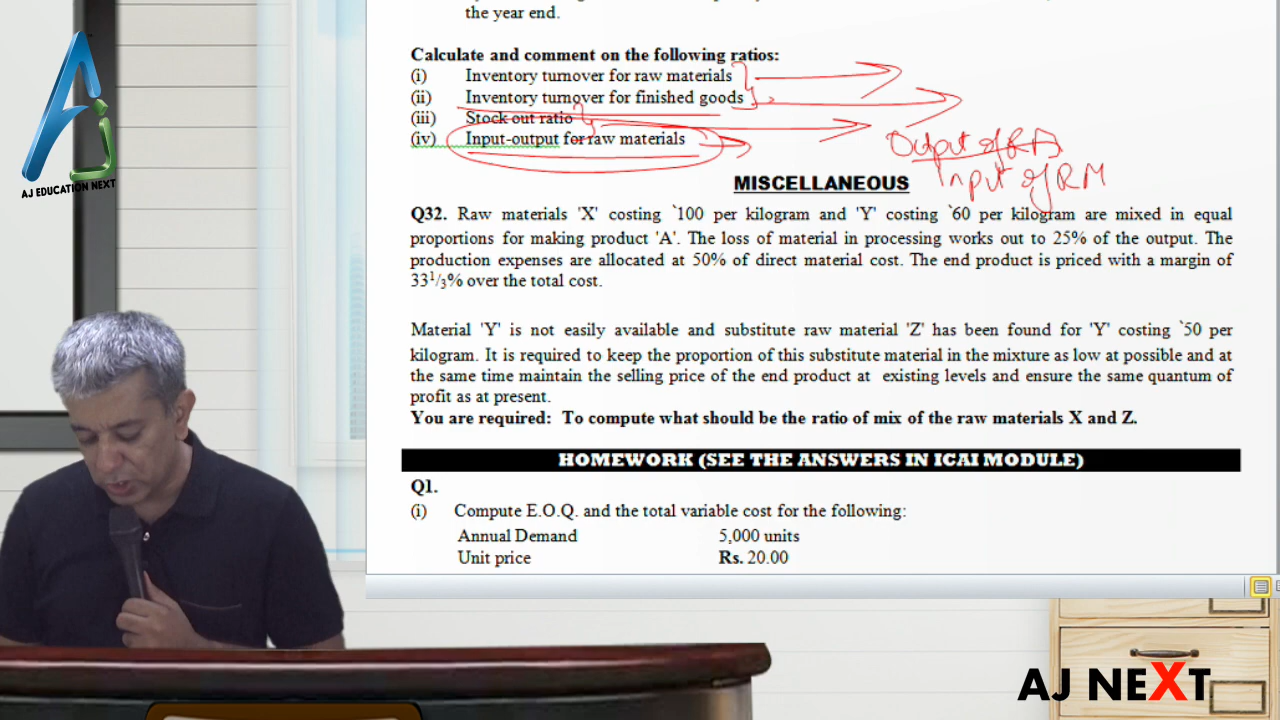 the year end.
Calculate and comment on the following ratios:
(i) Inventory turnover for raw materials
(ii) Inventory turnover for finished goods
(iii) Stock out ratio
(iv) Input-output for raw materials
Output of
Input of RM
AJ EDUCATION NEXT
MISCELLANEOUS
Q32. Raw materials 'X' costing `100 per kilogram and 'Y' costing `60 per kilogram are mixed in equal
proportions for making product 'A'. The loss of material in processing works out to 25% of the output. The
production expenses are allocated at 50% of direct material cost. The end product is priced with a margin of
33¹/₃% over the total cost.
Material 'Y' is not easily available and substitute raw material 'Z' has been found for 'Y' costing `50 per
kilogram. It is required to keep the proportion of this substitute material in the mixture as low at possible and at
the same time maintain the selling price of the end product at existing levels and ensure the same quantum of
profit as at present.
You are required: To compute what should be the ratio of mix of the raw materials X and Z.
HOMEWORK (SEE THE ANSWERS IN ICAI MODULE)
Q1.
(i) Compute E.O.Q. and the total variable cost for the following:
Annual Demand 5,000 units
Unit price Rs. 20.00
AJ NEXT